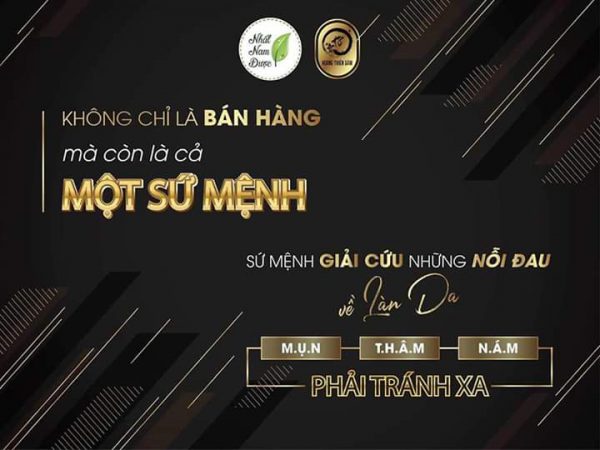 Nhất
Nam
Được
KHÔNG CHỈ LÀ BÁN HÀNG
mà còn là cả
MỘT SỨ MỆNH
SỨ MỆNH GIẢI CỨU NHỮNG NỖI ĐAU
về Làn Da
M.Ụ.N T.H.Â.M N.Á.M
PHẢI TRÁNH XA